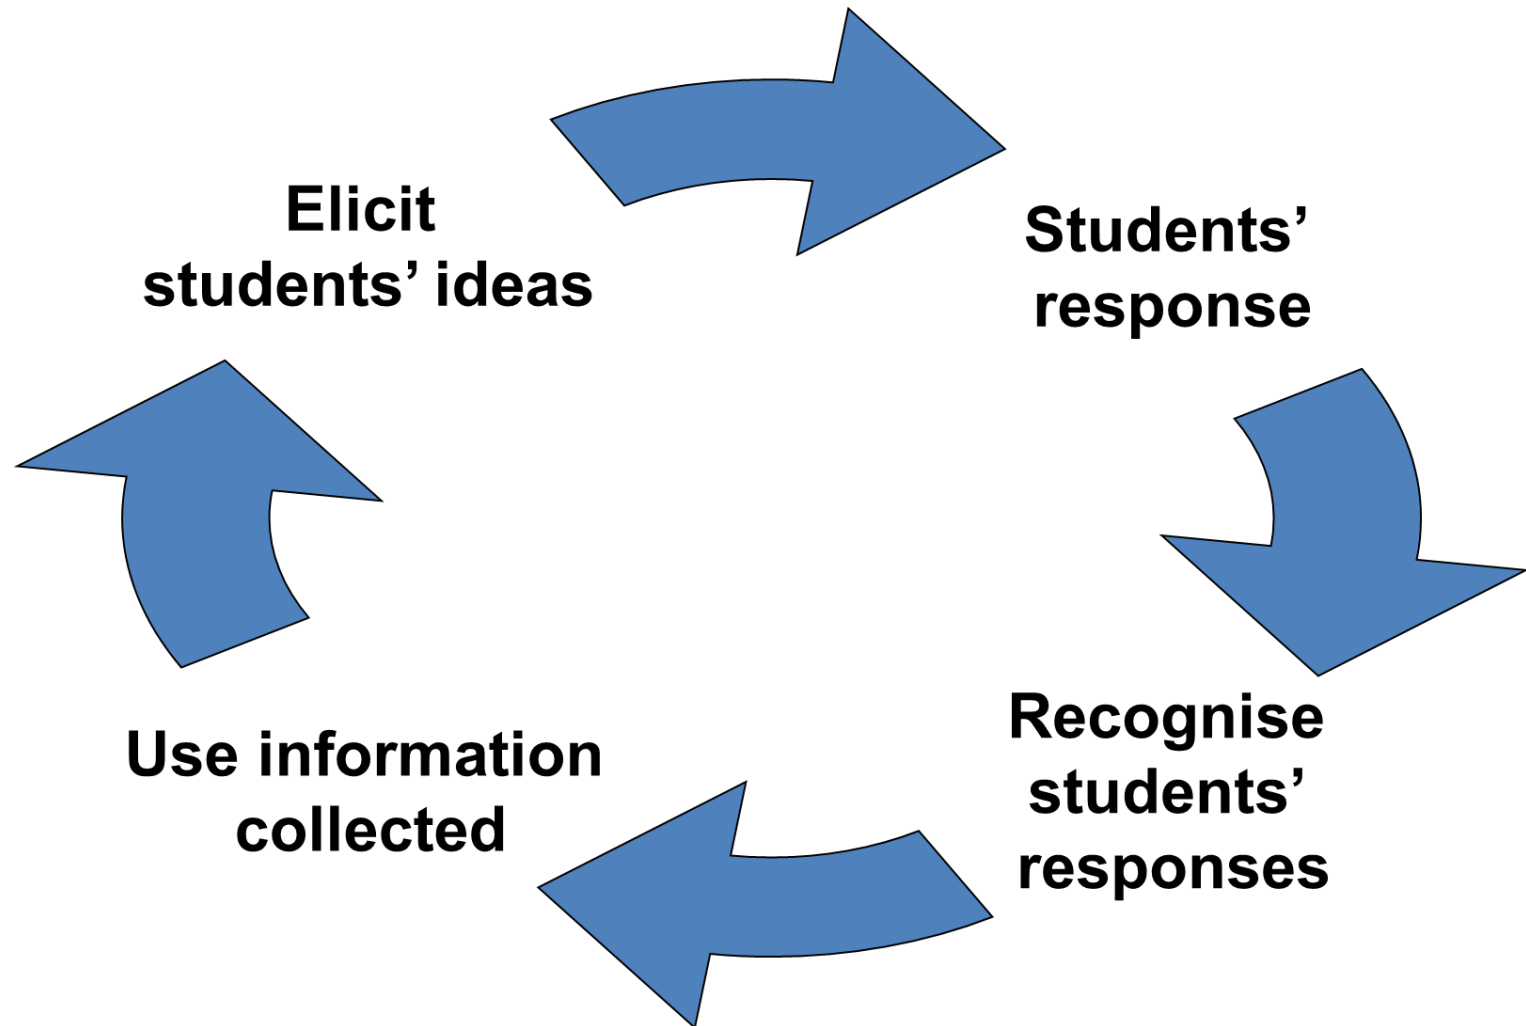 Elicit
students’ ideas
Students’
response
Recognise
students’
responses
Use information
collected